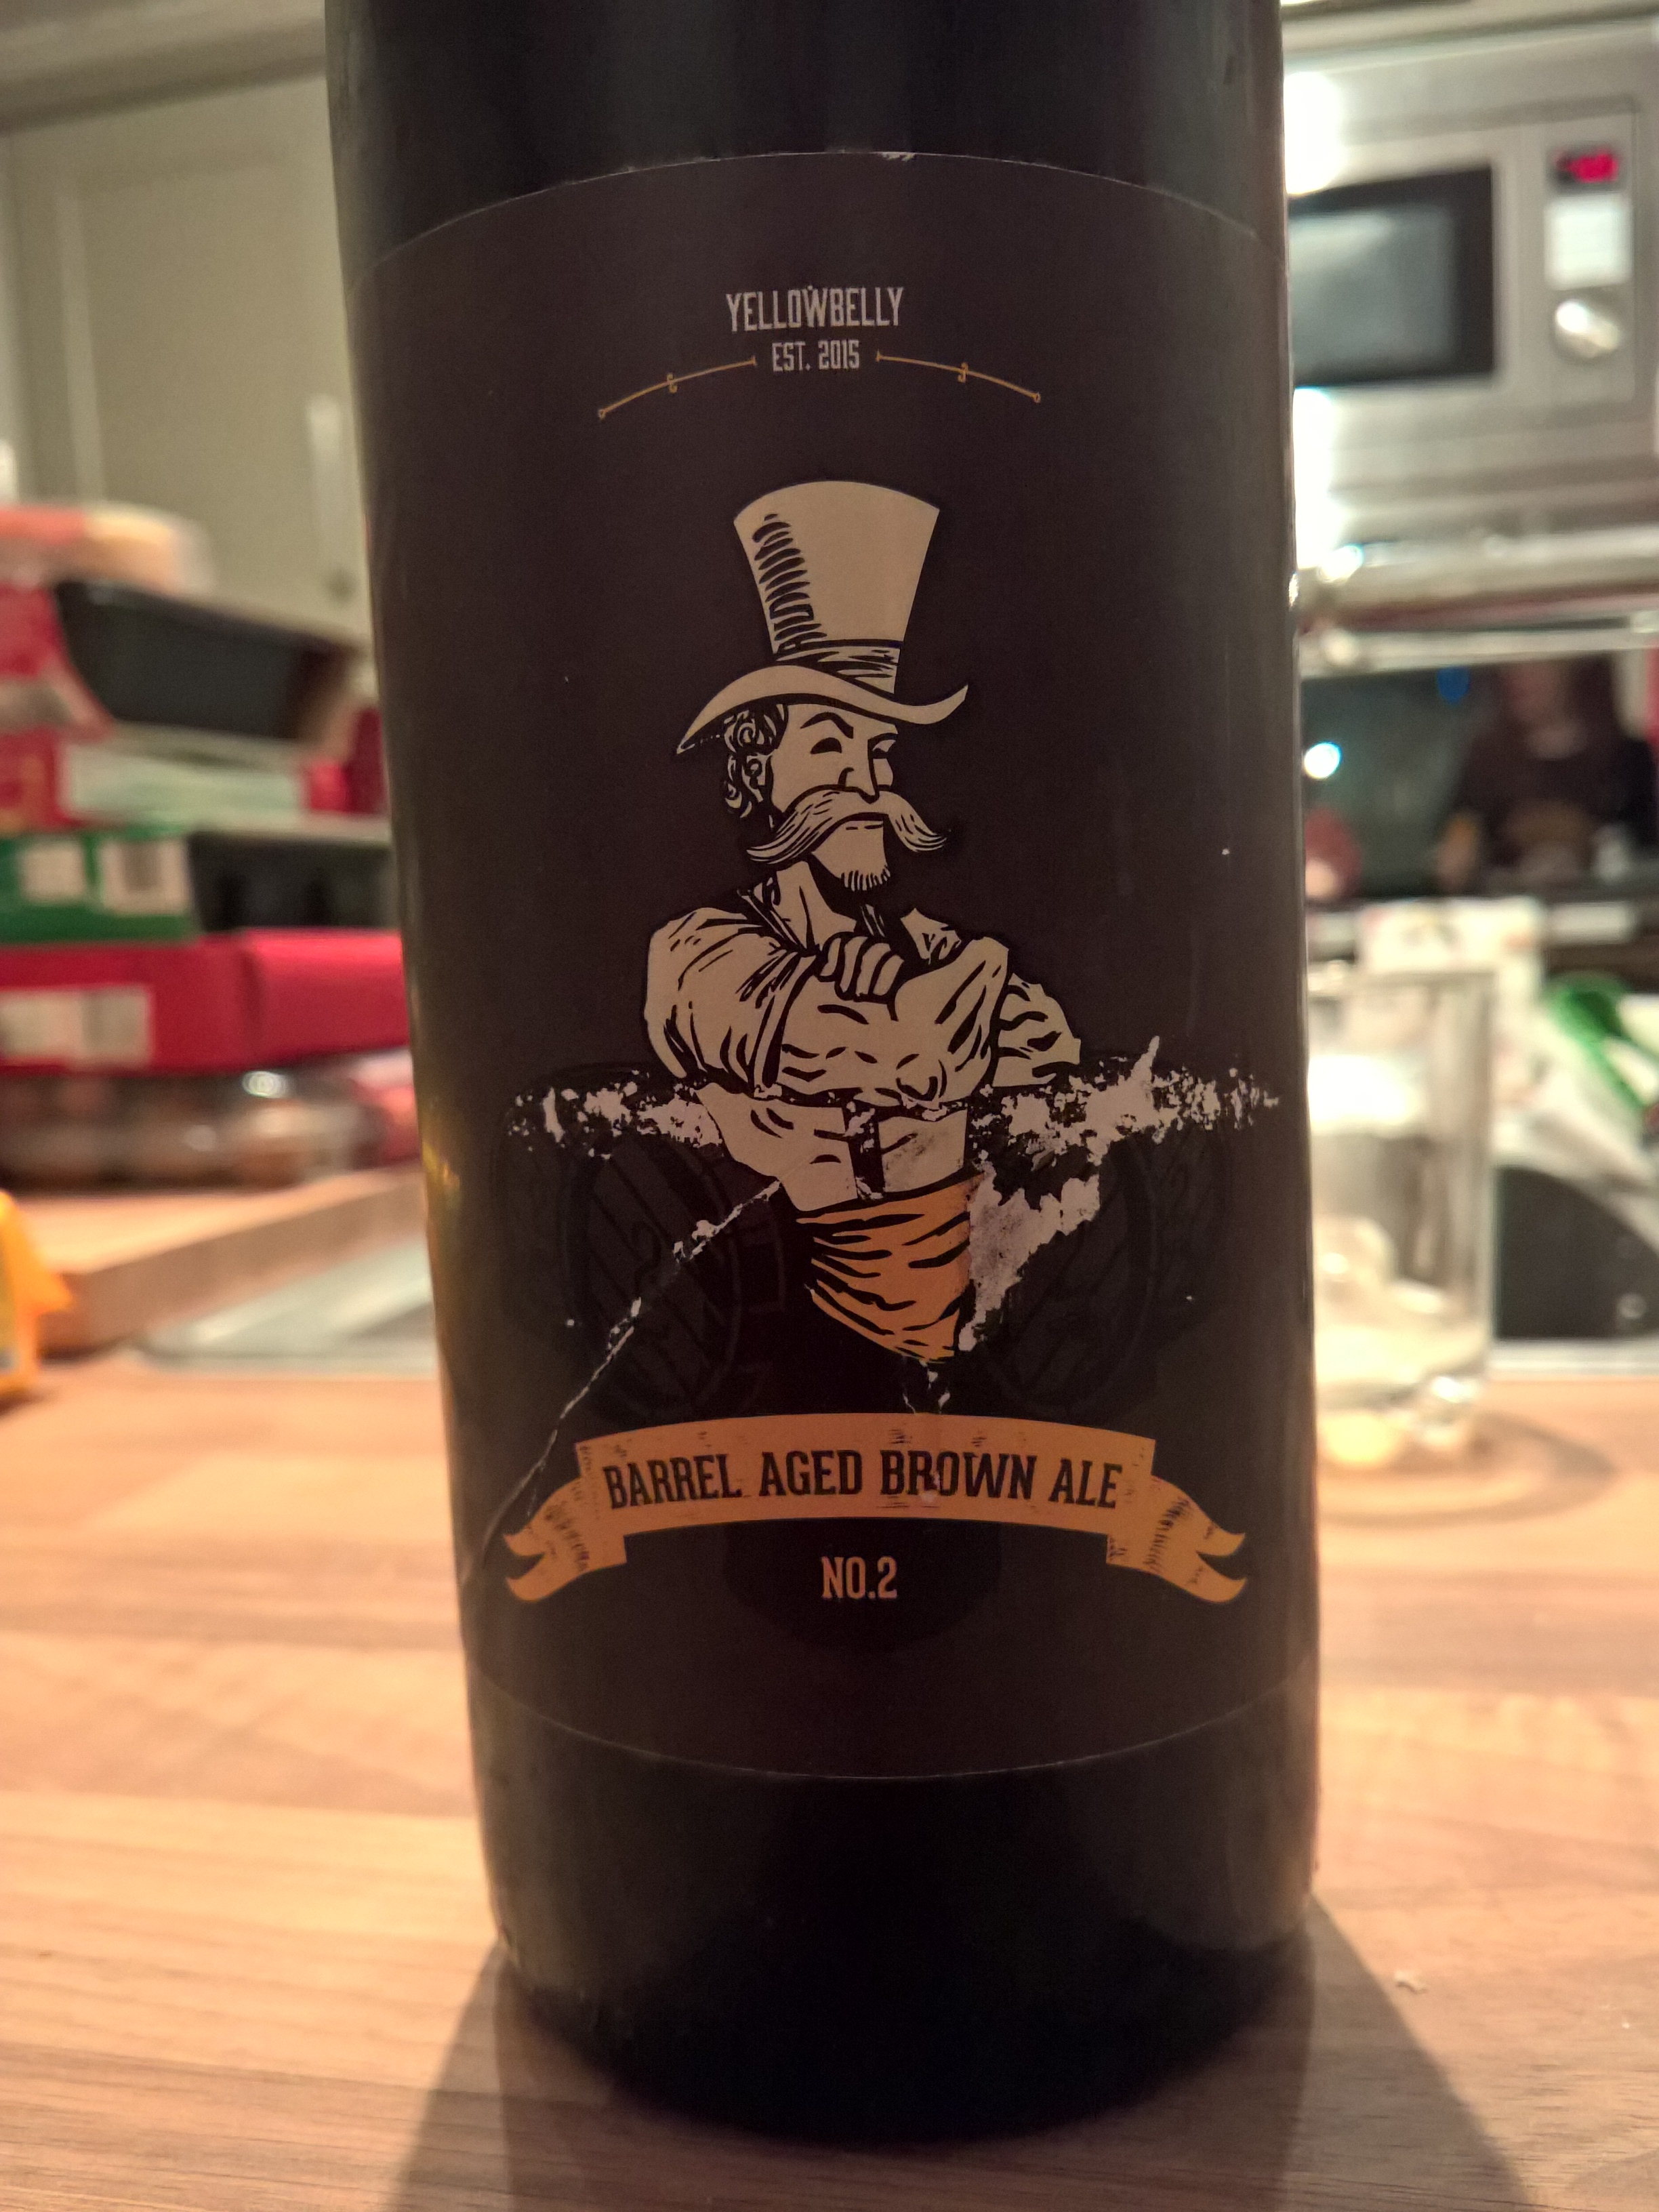 YELLOWBELLY
EST. 2015
BARREL AGED BROWN ALE
NO.2